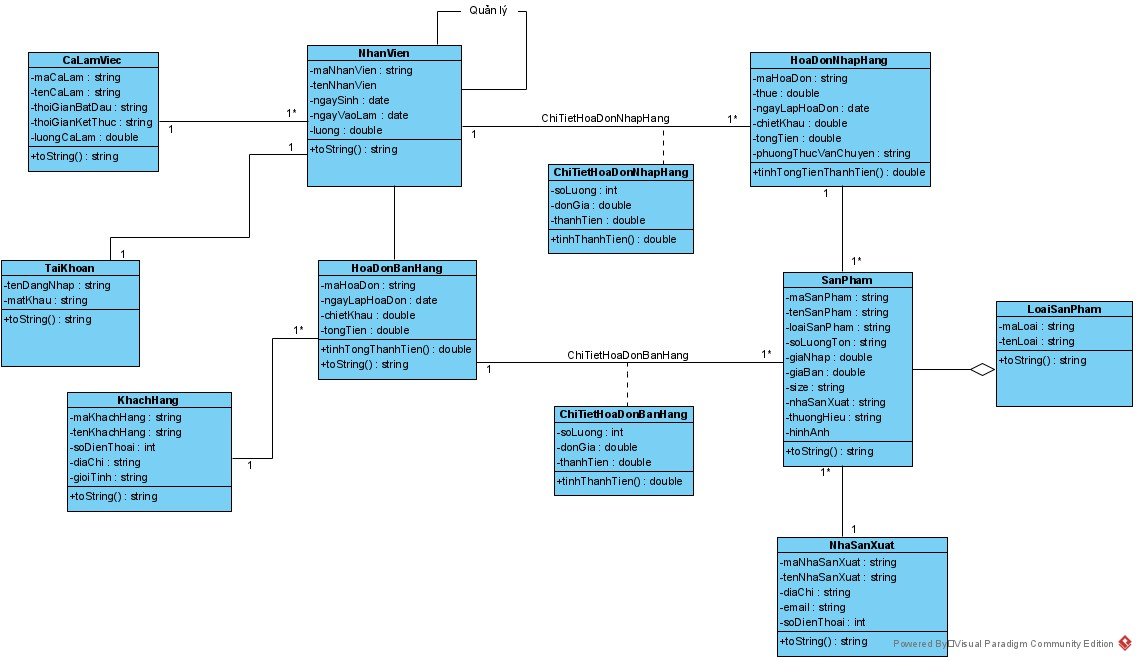 Quản lý
CaLamViec
-maCaLam : string
-tenCaLam : string
-thoiGianBatDau : string
-thoiGianKetThuc : string
-luongCaLam : double
+toString() : string
1
1*
NhanVien
-maNhanVien : string
-tenNhanVien
-ngaySinh : date
-ngayVaoLam : date
-luong : double
+toString() : string
1
1
ChiTietHoaDonNhapHang
1*
HoaDonNhapHang
-maHoaDon : string
-thue : double
-ngayLapHoaDon : date
-chietKhau : double
-tongTien : double
-phuongThucVanChuyen : string
+tinhTongTienThanhTien() : double
1
1*
ChiTietHoaDonNhapHang
-soLuong : int
-donGia : double
-thanhTien : double
+tinhThanhTien() : double
1
TaiKhoan
-tenDangNhap : string
-matKhau : string
+toString() : string
HoaDonBanHang
-maHoaDon : string
-ngayLapHoaDon : date
-chietKhau : double
-tongTien : double
+tinhTongThanhTien() : double
+toString() : string
1*
1
ChiTietHoaDonBanHang
1*
SanPham
-maSanPham : string
-tenSanPham : string
-loaiSanPham : string
-soLuongTon : string
-giaNhap : double
-giaBan : double
-size : string
-nhaSanXuat : string
-thuongHieu : string
-hinhAnh
+toString() : string
LoaiSanPham
-maLoai : string
-tenLoai : string
+toString() : string
KhachHang
-maKhachHang : string
-tenKhachHang : string
-soDienThoai : int
-diaChi : string
-gioiTinh : string
+toString() : string
1
ChiTietHoaDonBanHang
-soLuong : int
-donGia : double
-thanhTien : double
+tinhThanhTien() : double
1*
1
NhaSanXuat
-maNhaSanXuat : string
-tenNhaSanXuat : string
-diaChi : string
-email : string
-soDienThoai : int
+toString() : string
Powered By Visual Paradigm Community Edition